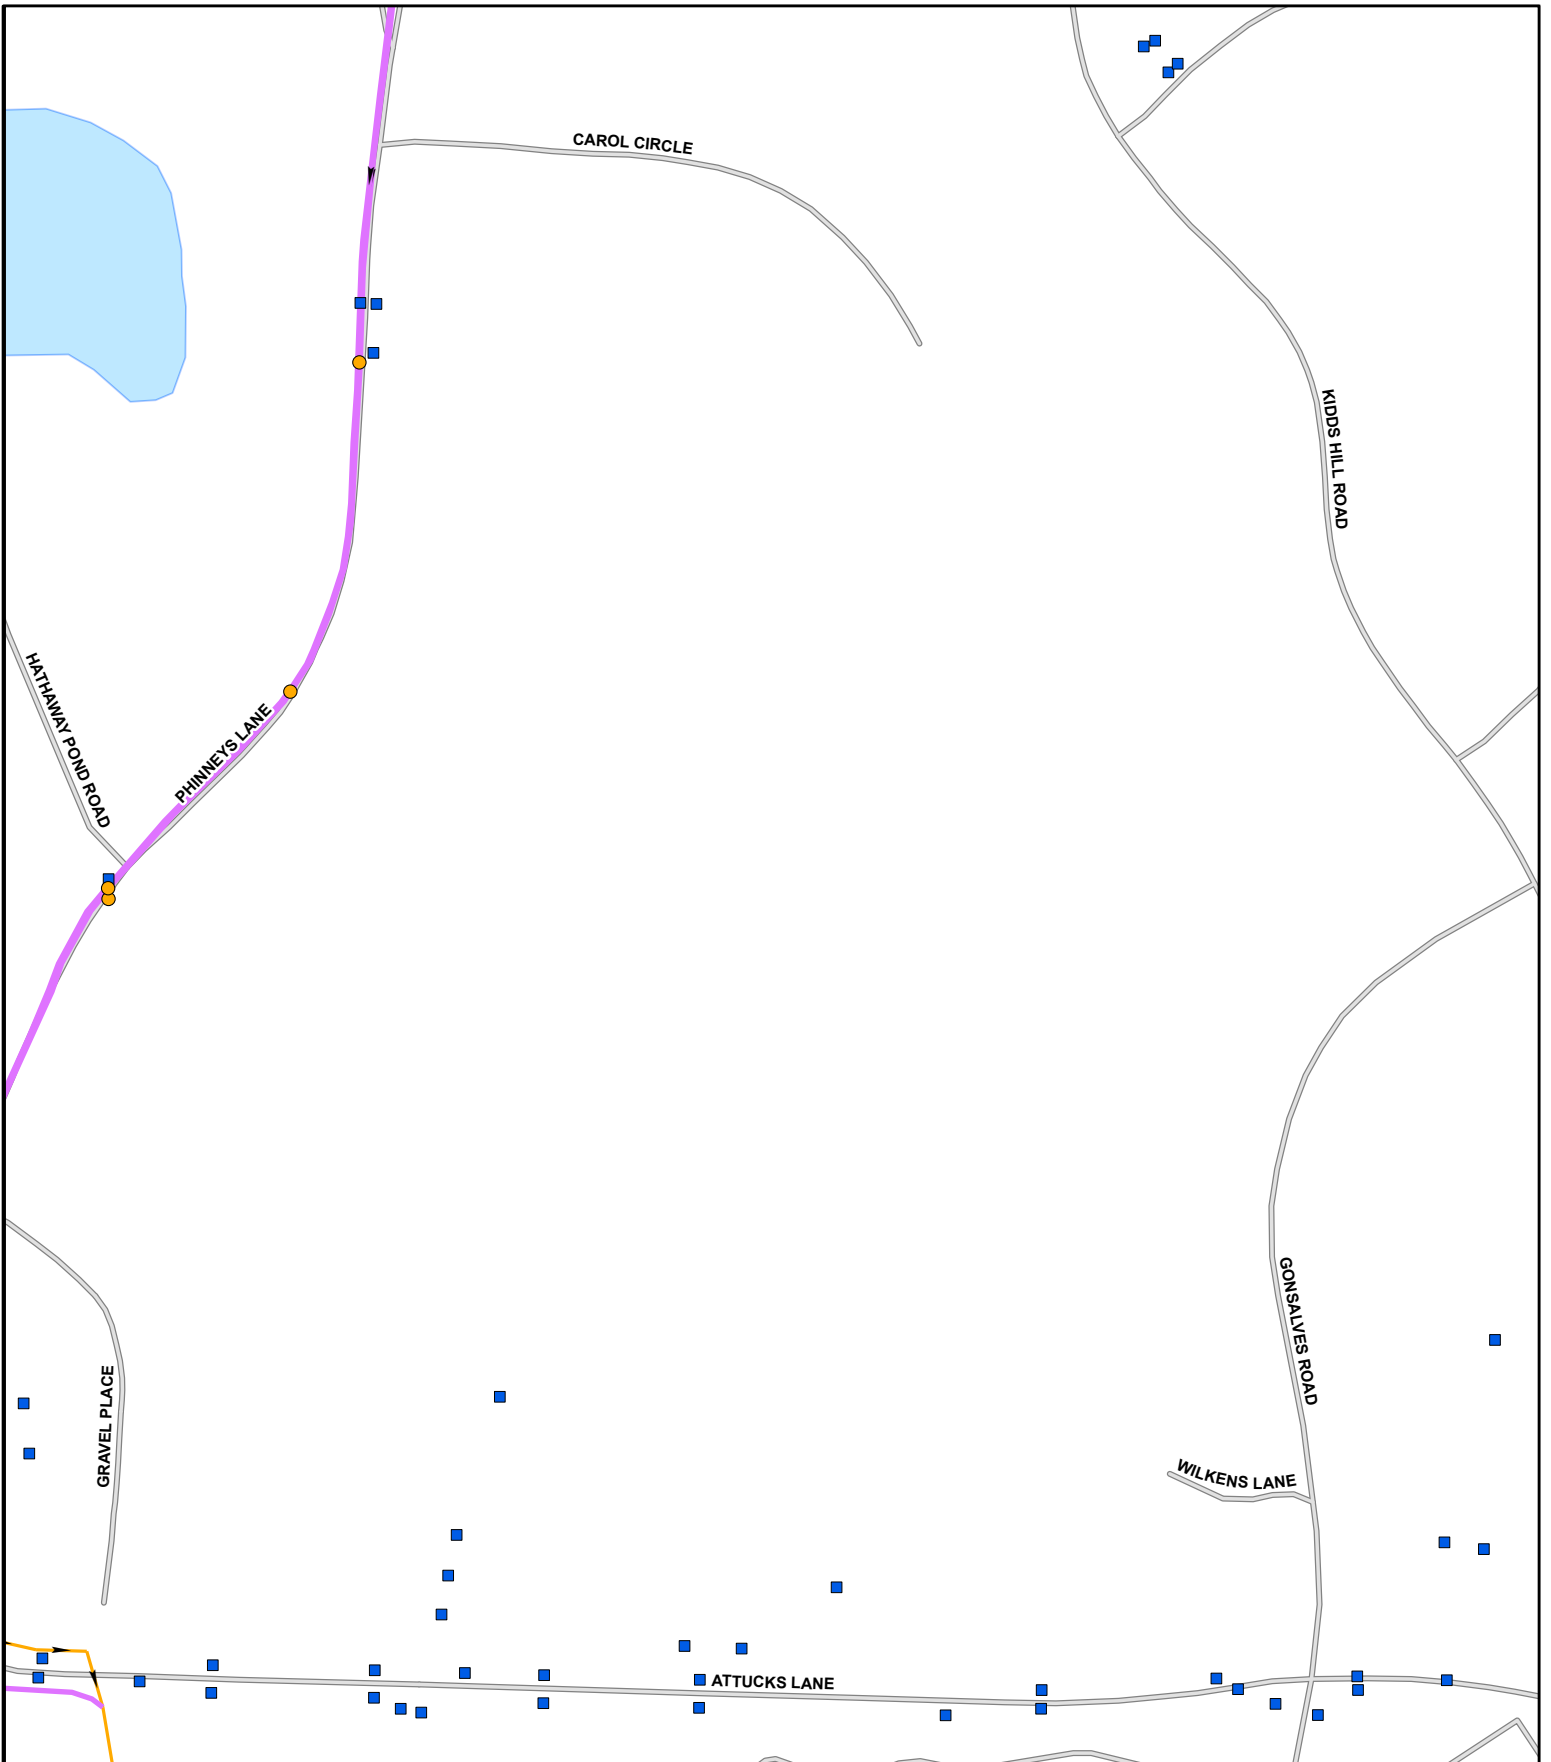 CAROL CIRCLE
KIDDS HILL ROAD
HATHAWAY POND ROAD
PHINNEYS LANE
GONSALVES ROAD
GRAVEL PLACE
WILKENS LANE
ATTUCKS LANE